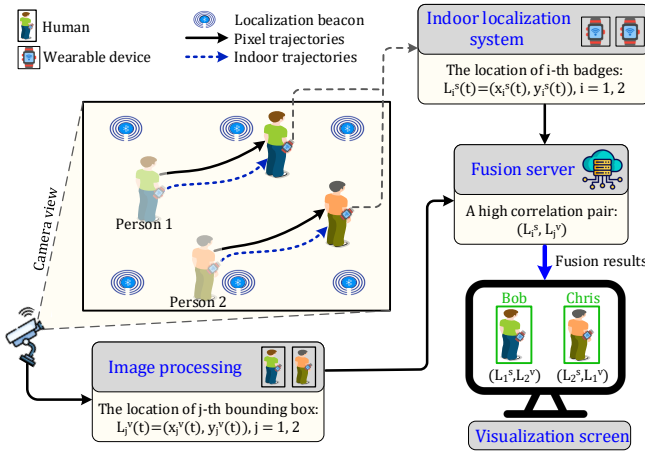 Human
Wearable device
Localization beacon
Pixel trajectories
Indoor trajectories
Indoor localization
system
The location of i-th badges:
L_i^s(t)=(x_i^s(t), y_i^s(t)), i = 1, 2
Camera view
Person 1
Person 2
Fusion server
A high correlation pair:
(L_i^s, L_j^v)
Fusion results
Bob
Chris
(L_1^s,L_2^v)
(L_2^s,L_1^v)
Visualization screen
Image processing
The location of j-th bounding box:
L_j^v(t)=(x_j^v(t), y_j^v(t)), j = 1, 2